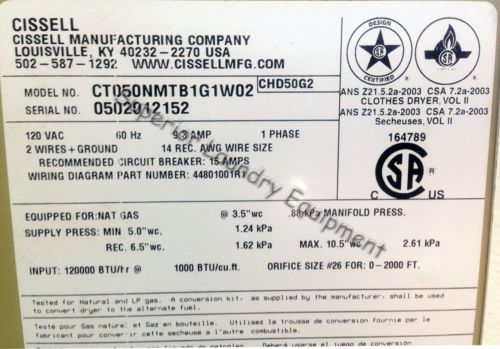 CISSELL
CISSELL MANUFACTURING COMPANY
LOUISVILLE, KY 40232-2270 USA
502-587-1292 WWW.CISSELLMFG.COM
MODEL NO. CT050NMTB1G1W02 CHD50G2
SERIAL NO. 0502012152
120 VAC 60 Hz 9.3 AMP 1 PHASE
2 WIRES + GROUND 14 REC. AWG WIRE SIZE
RECOMMENDED CIRCUIT BREAKER: 15 AMPS
WIRING DIAGRAM PART NUMBER: 44801001R1
DESIGN
CERTIFIED
ANS Z21.5.2a-2003 CSA 7.2a-2003
CLOTHES DRYER, VOL II
ANS Z21.5.2a-2003 CSA 7.2a-2003
Secheuses, VOL II
164789
C US
EQUIPPED FOR:NAT GAS @ 3.5"wc .88 kPa MANIFOLD PRESS.
SUPPLY PRESS: MIN 5.0"wc 1.24 kPa
REC. 6.5"wc 1.62 kPa MAX. 10.5"wc 2.61 kPa
INPUT: 120000 BTU/hr @ 1000 BTU/cu.ft. ORIFICE SIZE #26 FOR: 0-2000 FT.
Tested for Natural and LP gas. A conversion kit, as supplied by the manufacturer, shall be used
to convert dryer to the alternate fuel.
Testé pour Gas naturel et Gaz en bouteille. Utilisez la trousse de conversion fournie par le
fabricant pour convertir cette secheuse a l'autre combustible.
Superior Laundry Equipment